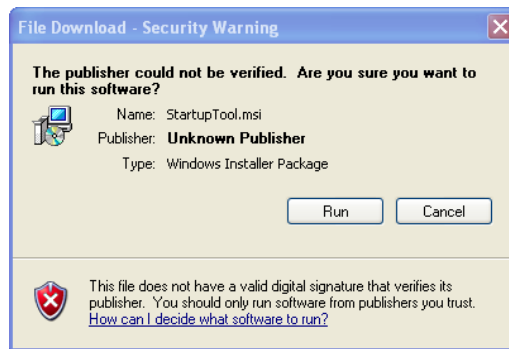 File Download - Security Warning
The publisher could not be verified. Are you sure you want to
run this software?
Name: StartupTool.msi
Publisher: Unknown Publisher
Type: Windows Installer Package
Run Cancel
This file does not have a valid digital signature that verifies its
publisher. You should only run software from publishers you trust.
How can I decide what software to run?